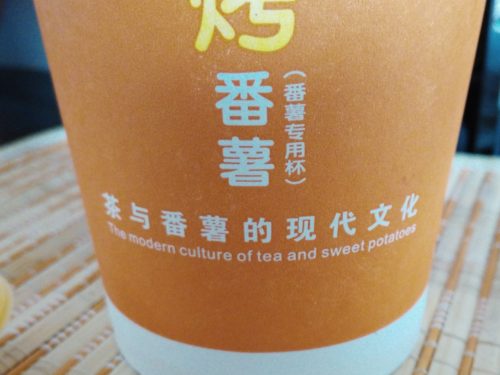 烤
番薯
（番薯专用杯）
茶与番薯的现代文化
The modern culture of tea and sweet potatoes